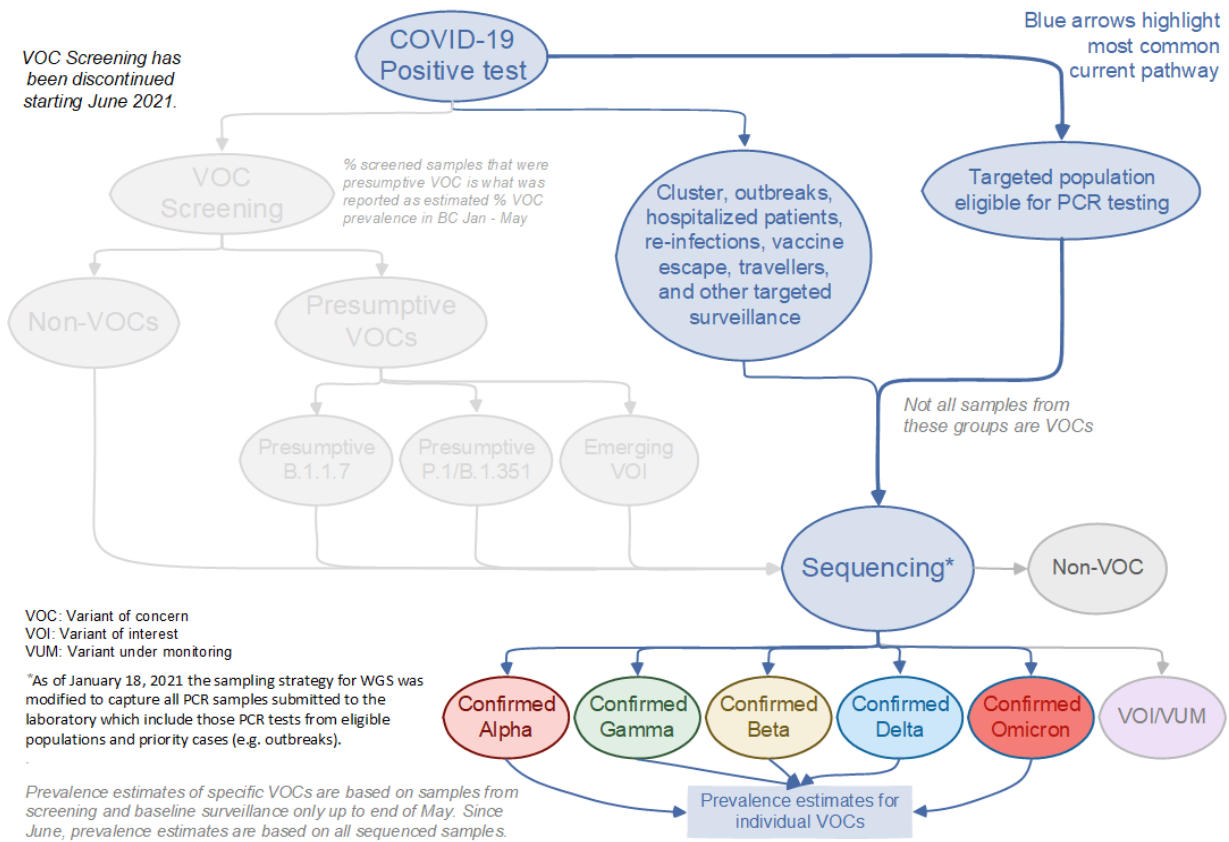 VOC Screening has
been discontinued
starting June 2021.
COVID-19
Positive test
Blue arrows highlight
most common
current pathway
VOC
Screening
% screened samples that were
presumptive VOC is what was
reported as estimated % VOC
prevalence in BC Jan - May
Cluster, outbreaks,
hospitalized patients,
re-infections, vaccine
escape, travellers,
and other targeted
surveillance
Targeted population
eligible for PCR testing
Non-VOCs
Presumptive
VOCs
Not all samples from
these groups are VOCs
Presumptive
B.1.1.7
Presumptive
P.1/B.1.351
Emerging
VOI
Sequencing*
Non-VOC
VOC: Variant of concern
VOI: Variant of interest
VUM: Variant under monitoring
*As of January 18, 2021 the sampling strategy for WGS was
modified to capture all PCR samples submitted to the
laboratory which include those PCR tests from eligible
populations and priority cases (e.g. outbreaks).
.
Confirmed
Alpha
Confirmed
Gamma
Confirmed
Beta
Confirmed
Delta
Confirmed
Omicron
VOI/VUM
Prevalence estimates of specific VOCs are based on samples from
screening and baseline surveillance only up to end of May. Since
June, prevalence estimates are based on all sequenced samples.
Prevalence estimates for
individual VOCs